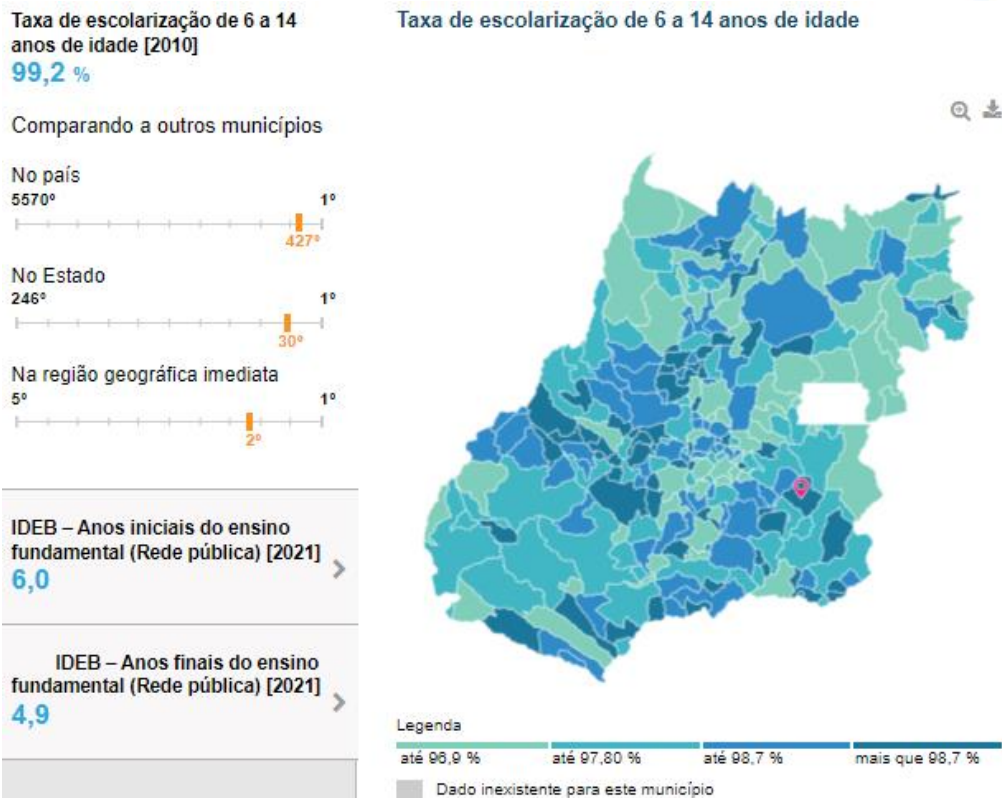 Taxa de escolarização de 6 a 14
anos de idade [2010]
99,2 %
Comparando a outros municípios
No país
5570º 1º
427º
No Estado
246º 1º
30º
Na região geográfica imediata
5º 1º
2º
IDEB – Anos iniciais do ensino
fundamental (Rede pública) [2021]
6,0
IDEB – Anos finais do ensino
fundamental (Rede pública) [2021]
4,9
Taxa de escolarização de 6 a 14 anos de idade
Legenda
até 96,9 % até 97,80 % até 98,7 % mais que 98,7 %
Dado inexistente para este município